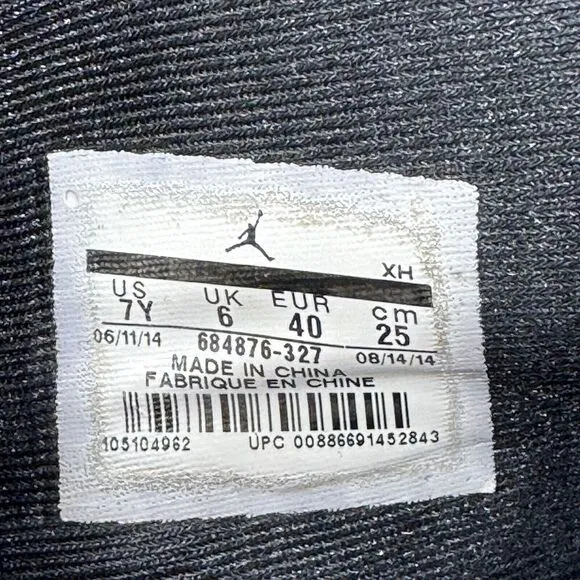 XH
US UK EUR cm
7Y 6 40 25
06/11/14 684876-327 08/14/14
MADE IN CHINA
FABRIQUE EN CHINE
105104962 UPC 00886691452843